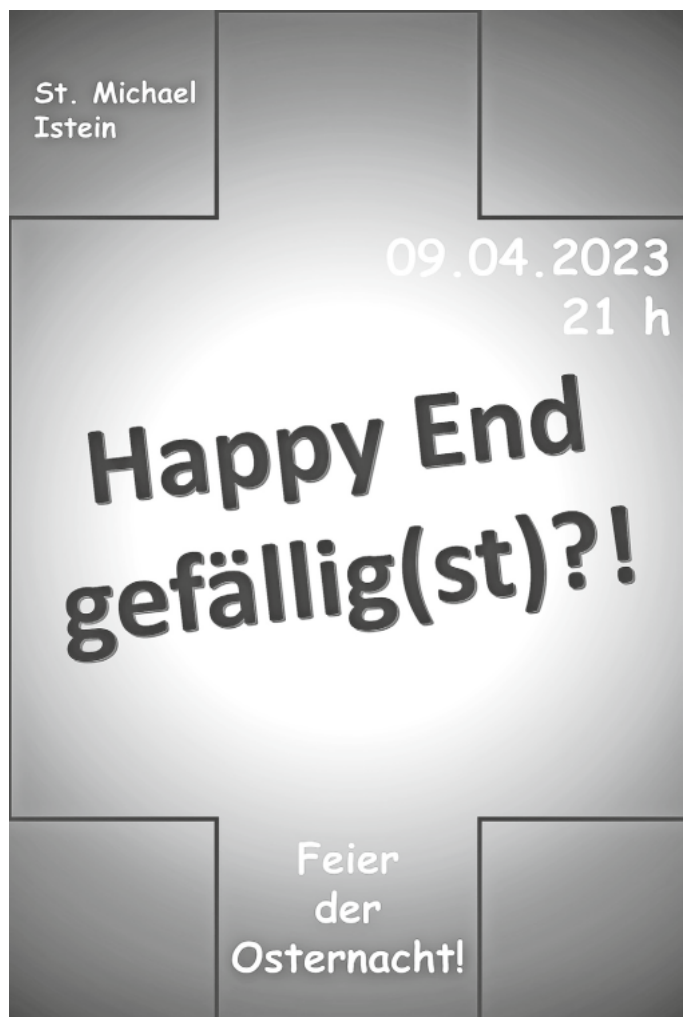 St. Michael
Istein
09.04.2023
21 h
Happy End
gefällig(st)?!
Feier
der
Osternacht!